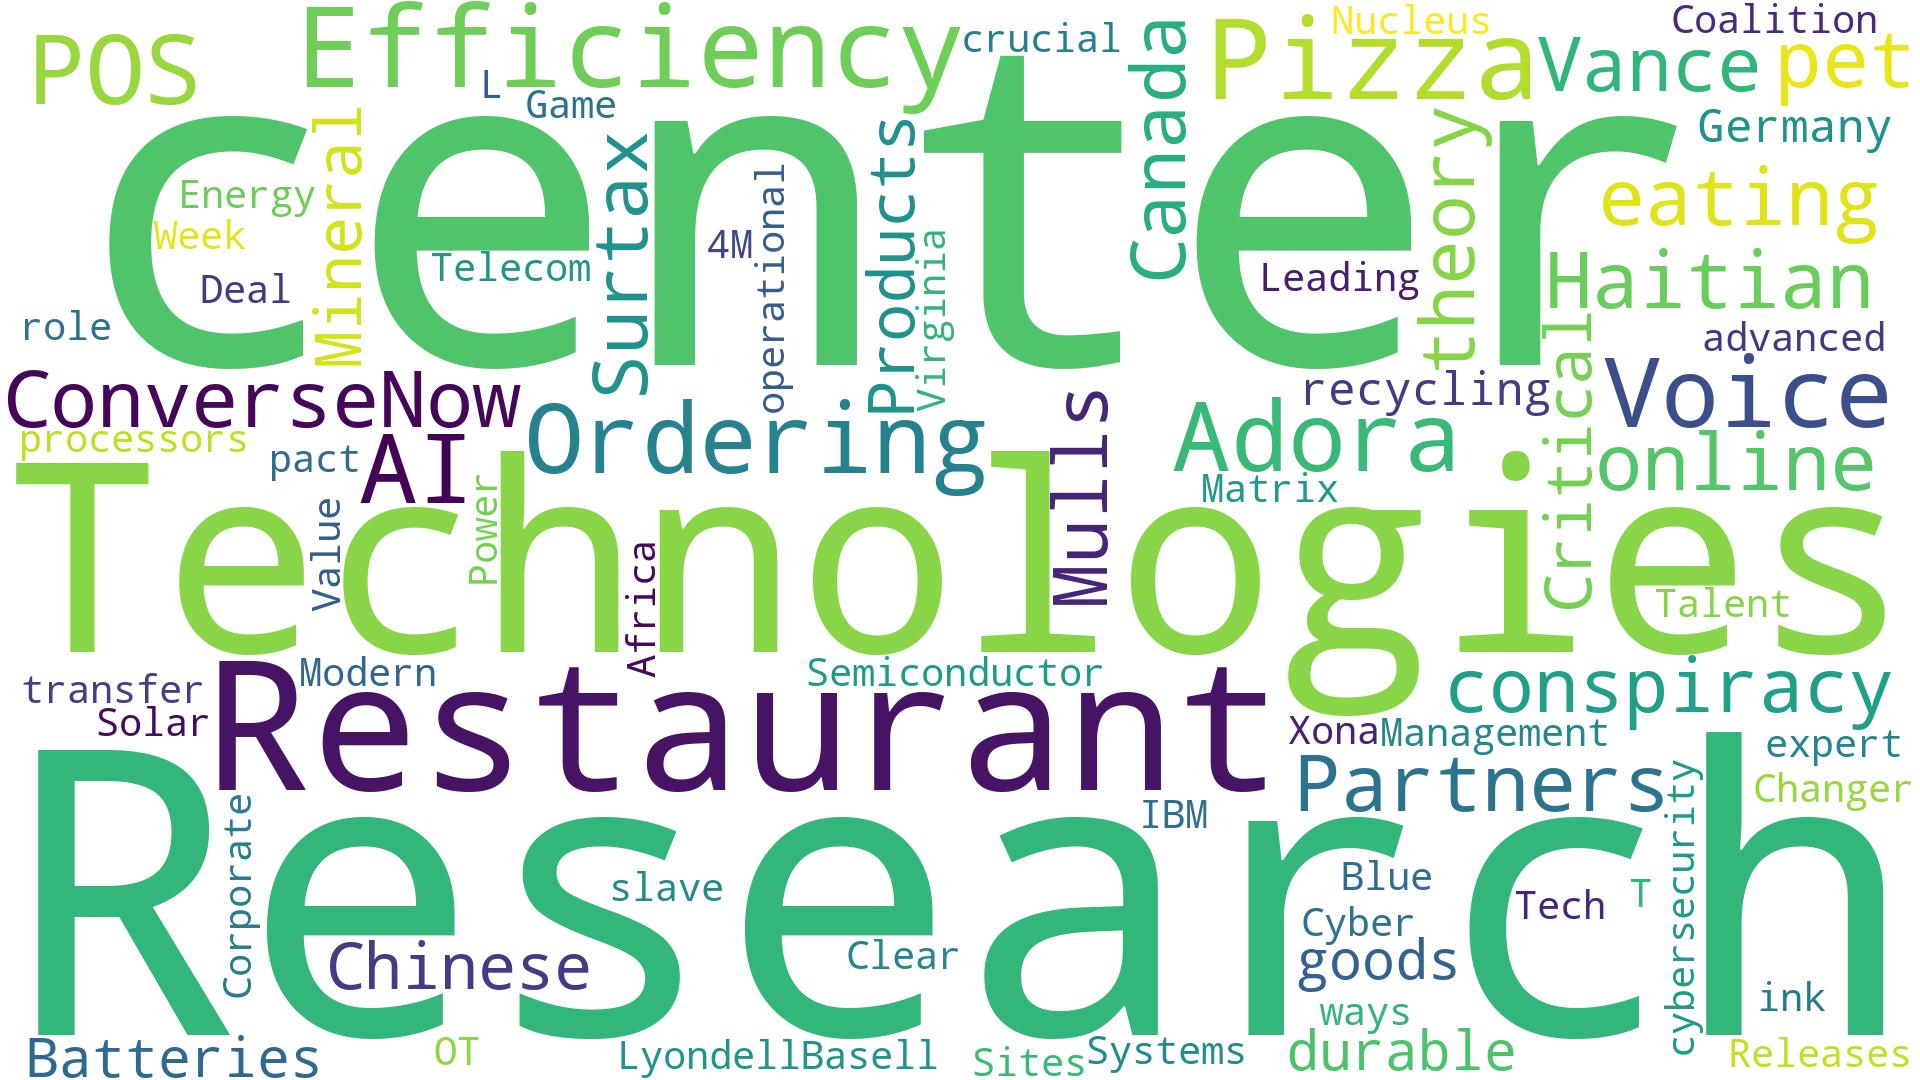 POS
Efficiency
crucial
Pizza
Nucleus
Coalition
Vance
pet
L
Game
Germany
center
Mineral
Surtax
Products
Canada
theory
Energy
Week
Deal
Telecom
4M
operational
Virginia
Leading
eating
Haitian
role
advanced
ConverseNow
processors
Ordering
Mulls
recycling
Critical
Voice
Adora
online
pact
AI
Matrix
Technologies
Value
Power
Africa
Talent
transfer
Modern
Semiconductor
conspiracy
Solar
Restaurant
Xona
Management
expert
Partners
Changer
Research
Corporate
IBM
cybersecurity
slave
Blue
Tech
T
Cyber
Chinese
Clear
goods
ways
ink
Batteries
OT
LyondellBasell
Sites
Systems
durable
Releases